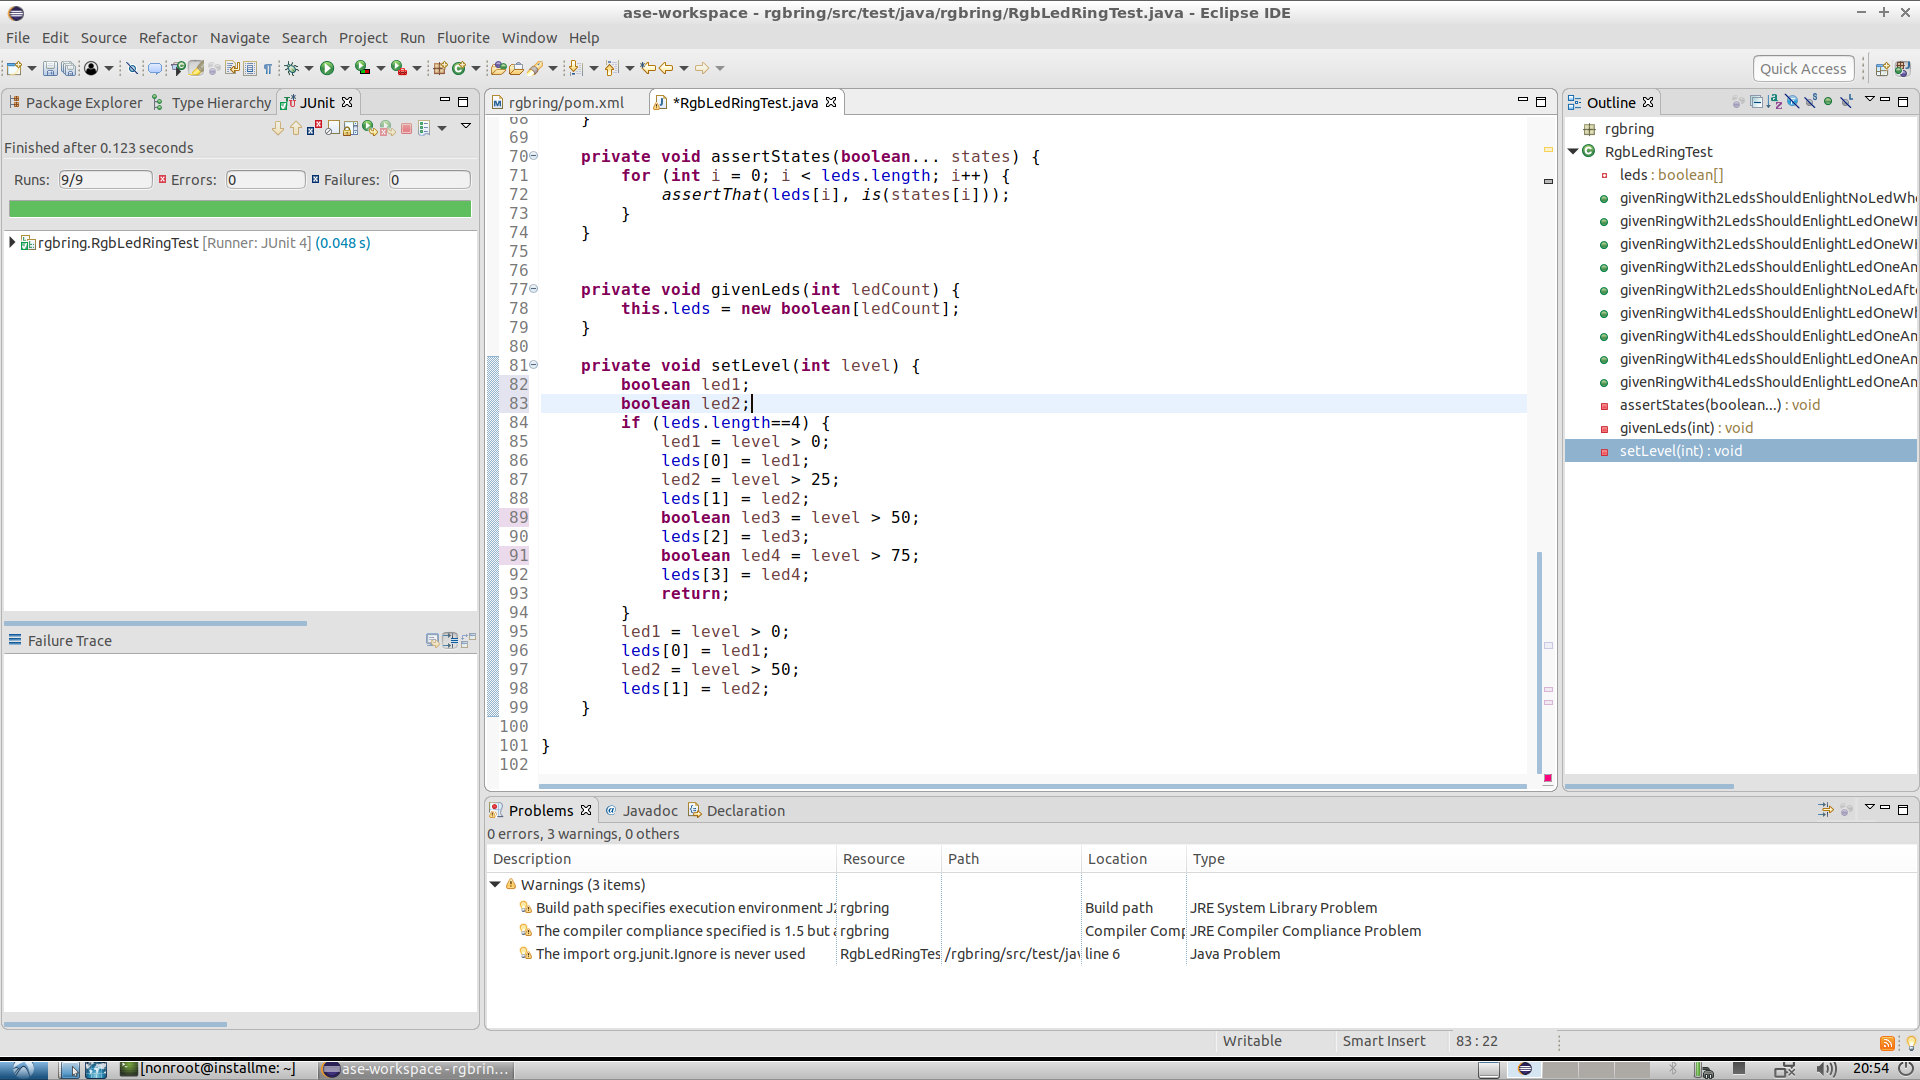 ase-workspace - rgbring/src/test/java/rgbring/RgbLedRingTest.java - Eclipse IDE
File Edit Source Refactor Navigate Search Project Run Fluorite Window Help
Quick Access
Package Explorer Type Hierarchy JUnit
Finished after 0.123 seconds
Runs: 9/9 Errors: 0 Failures: 0
rgbring.RgbLedRingTest [Runner: JUnit 4] (0.048 s)
Failure Trace
rgbring/pom.xml *RgbLedRingTest.java
68 }
69
70 private void assertStates(boolean... states) {
71 for (int i = 0; i < leds.length; i++) {
72 assertThat(leds[i], is(states[i]));
73 }
74 }
75
76
77 private void givenLeds(int ledCount) {
78 this.leds = new boolean[ledCount];
79 }
80
81 private void setLevel(int level) {
82 boolean led1;
83 boolean led2;
84 if (leds.length==4) {
85 led1 = level > 0;
86 leds[0] = led1;
87 led2 = level > 25;
88 leds[1] = led2;
89 boolean led3 = level > 50;
90 leds[2] = led3;
91 boolean led4 = level > 75;
92 leds[3] = led4;
93 return;
94 }
95 led1 = level > 0;
96 leds[0] = led1;
97 led2 = level > 50;
98 leds[1] = led2;
99 }
100
101 }
102
Outline
rgbring
RgbLedRingTest
leds : boolean[]
givenRingWith2LedsShouldEnlightNoLedWhe
givenRingWith2LedsShouldEnlightLedOneWh
givenRingWith2LedsShouldEnlightLedOneWh
givenRingWith2LedsShouldEnlightLedOneAn
givenRingWith2LedsShouldEnlightNoLedAfte
givenRingWith4LedsShouldEnlightLedOneWh
givenRingWith4LedsShouldEnlightLedOneAn
givenRingWith4LedsShouldEnlightLedOneAn
givenRingWith4LedsShouldEnlightLedOneAn
assertStates(boolean...) : void
givenLeds(int) : void
setLevel(int) : void
Problems Javadoc Declaration
0 errors, 3 warnings, 0 others
Description Resource Path Location Type
Warnings (3 items)
Build path specifies execution environment J2 rgbring Build path JRE System Library Problem
The compiler compliance specified is 1.5 but a rgbring Compiler Comp JRE Compiler Compliance Problem
The import org.junit.Ignore is never used RgbLedRingTes /rgbring/src/test/jav line 6 Java Problem
Writable Smart Insert 83 : 22
[nonroot@installme: ~] ase-workspace - rgbrin... 20:54